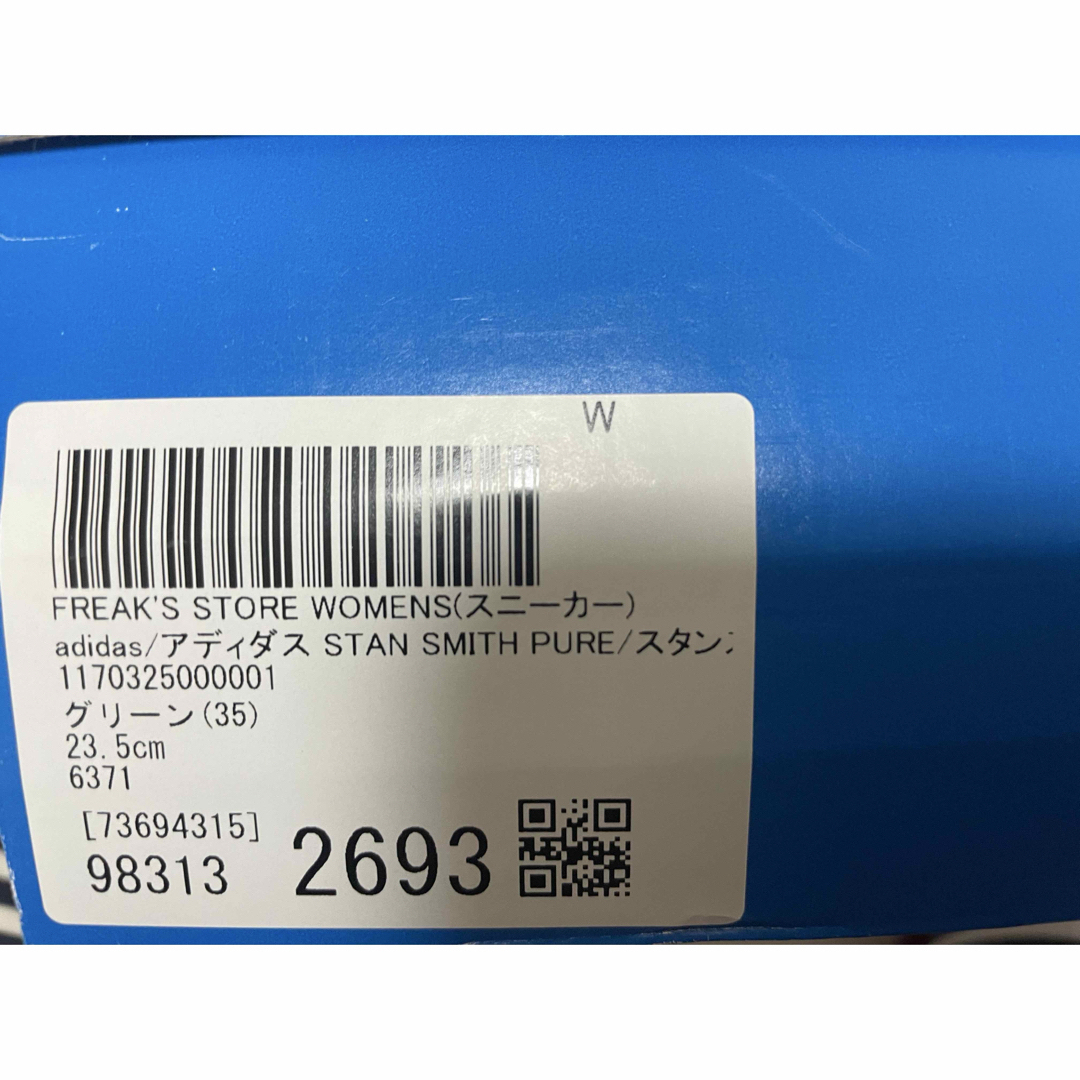 W
FREAK'S STORE WOMENS(スニーカー)
adidas/アディダス STAN SMITH PURE/スタン
1170325000001
グリーン(35)
23.5cm
6371
[73694315]
98313 2693